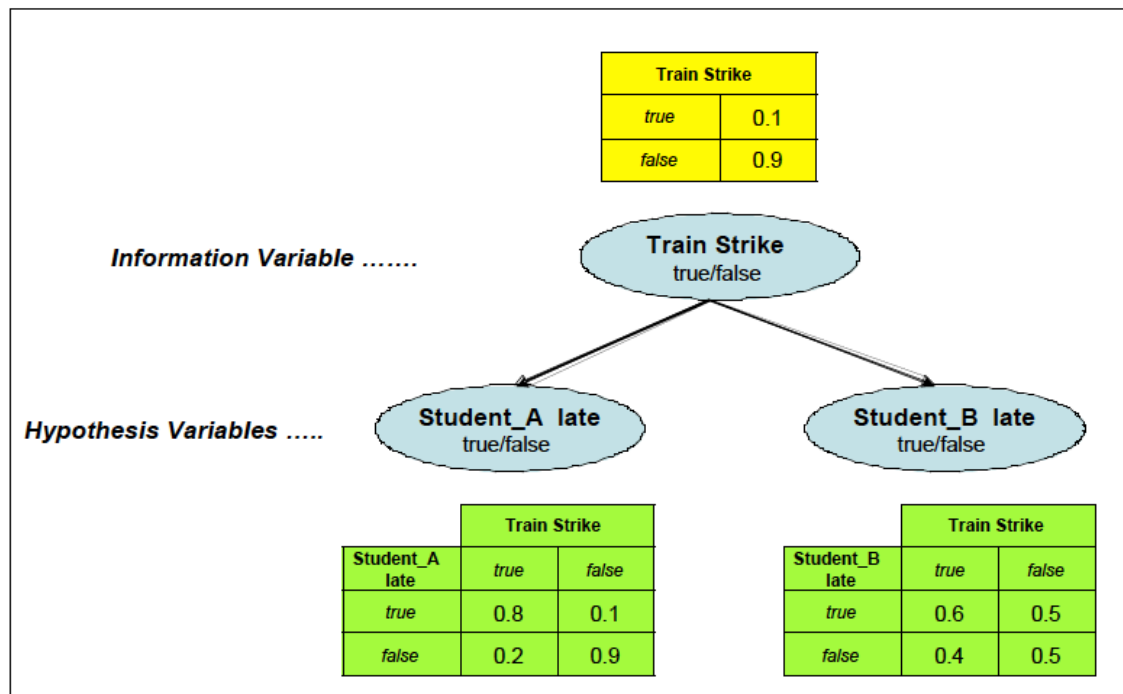 Train Strike
true 0.1
false 0.9
Information Variable …….
Train Strike
true/false
Hypothesis Variables …..
Student_A late
true/false
Student_B late
true/false
Train Strike
Student_A
late
true false
true 0.8 0.1
false 0.2 0.9
Train Strike
Student_B
late
true false
true 0.6 0.5
false 0.4 0.5